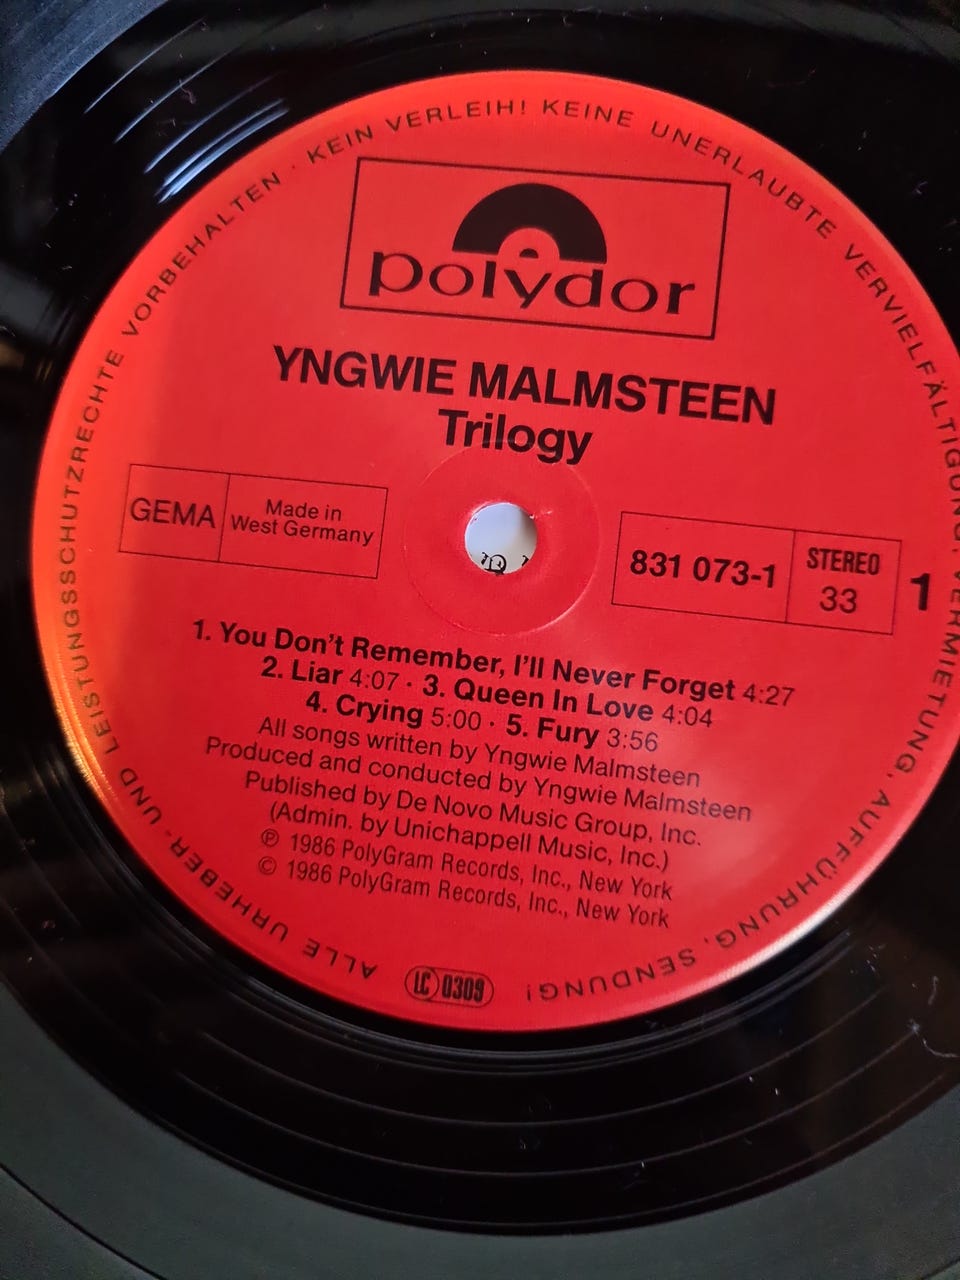 ALLE URHEBER- UND LEISTUNGSSCHUTZRECHTE VORBEHALTEN · KEIN VERLEIH! KEINE UNERLAUBTE VERVIELFÄLTIGUNG, VERMIETUNG, AUFFÜHRUNG, SENDUNG!
polydor
YNGWIE MALMSTEEN
Trilogy
GEMA
Made in
West Germany
831 073-1
STEREO
33
1
1. You Don't Remember, I'll Never Forget 4:27
2. Liar 4:07 · 3. Queen In Love 4:04
4. Crying 5:00 · 5. Fury 3:56
All songs written by Yngwie Malmsteen
Produced and conducted by Yngwie Malmsteen
Published by De Novo Music Group, Inc.
(Admin. by Unichappell Music, Inc.)
℗ 1986 PolyGram Records, Inc., New York
© 1986 PolyGram Records, Inc., New York
LC 0309